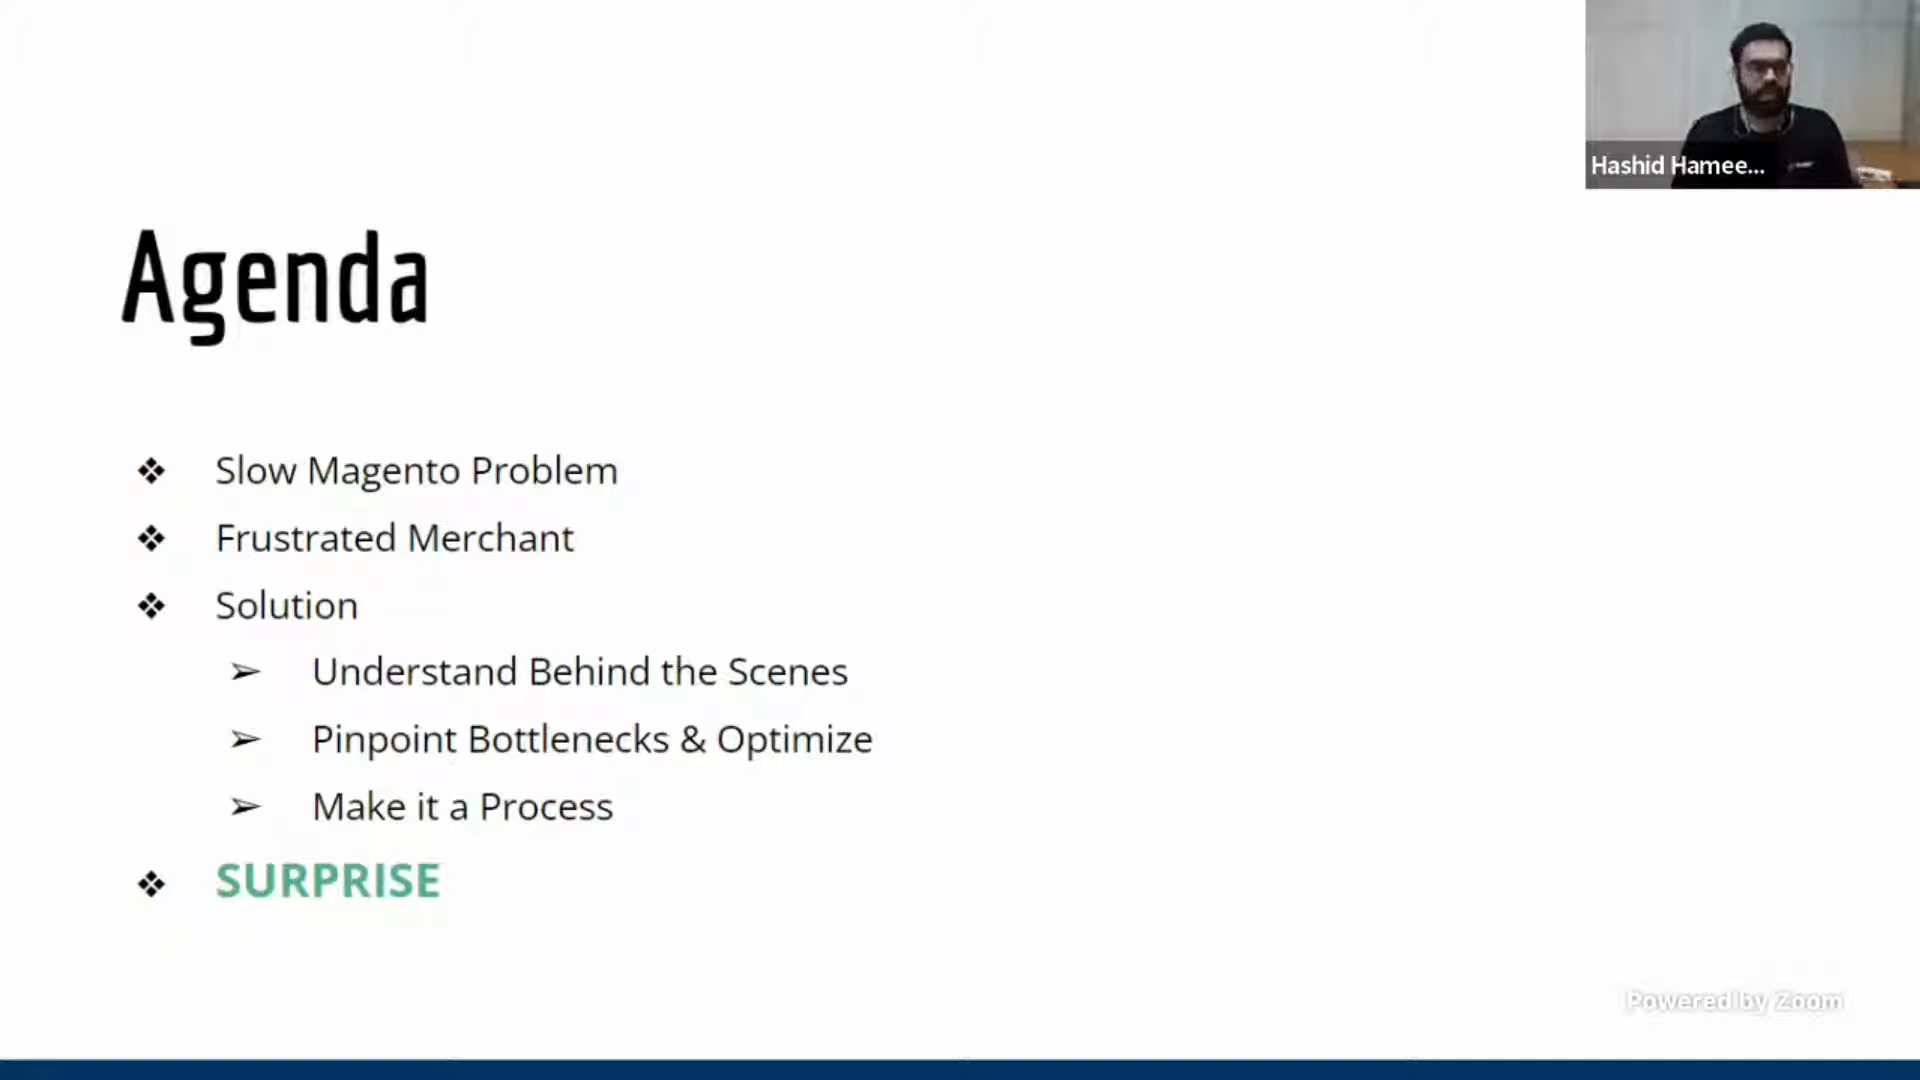 Hashid Hamee...
Agenda
❖ Slow Magento Problem
❖ Frustrated Merchant
❖ Solution
➢ Understand Behind the Scenes
➢ Pinpoint Bottlenecks & Optimize
➢ Make it a Process
❖ SURPRISE
Powered by Zoom